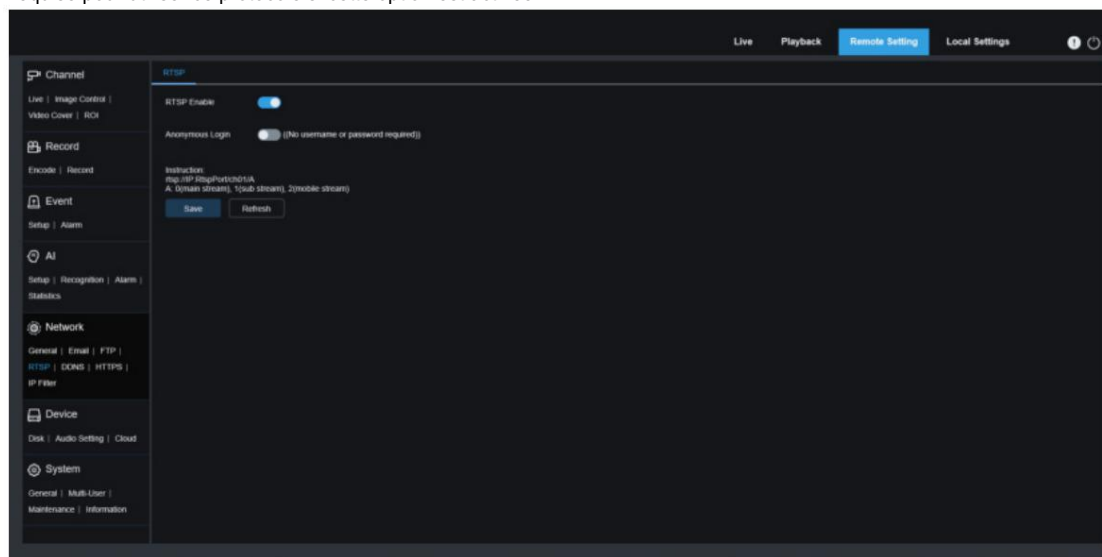 Live Playback Remote Setting Local Settings
Channel
Live | Image Control |
Video Cover | ROI
Record
Encode | Record
Event
Setup | Alarm
AI
Setup | Recognition | Alarm |
Statistics
Network
General | Email | FTP |
RTSP | DDNS | HTTPS |
IP Filter
Device
Disk | Audio Setting | Cloud
System
General | Multi-User |
Maintenance | Information
RTSP
RTSP Enable
Anonymous Login ((No username or password required))
Instruction:
rtsp://IP:RtspPort/ch01/A
A: 0(main stream), 1(sub stream), 2(mobile stream)
Save Refresh